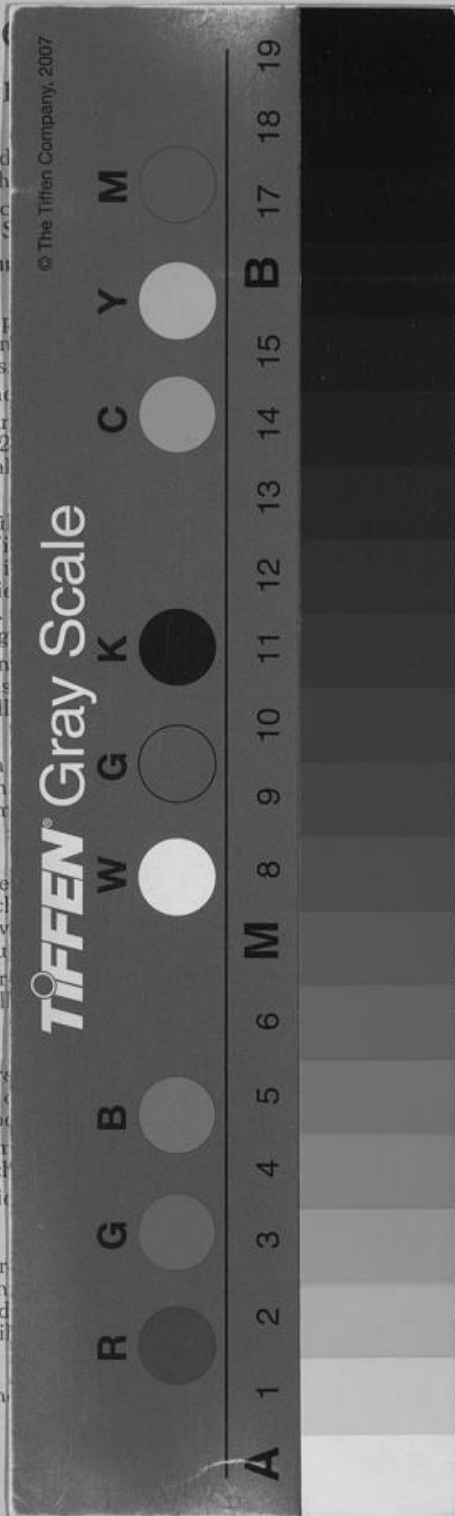 © The Tiffen Company, 2007
TIFFEN® Gray Scale
R G B W G K C Y M
A 1 2 3 4 5 6 M 8 9 10 11 12 13 14 15 B 17 18 19